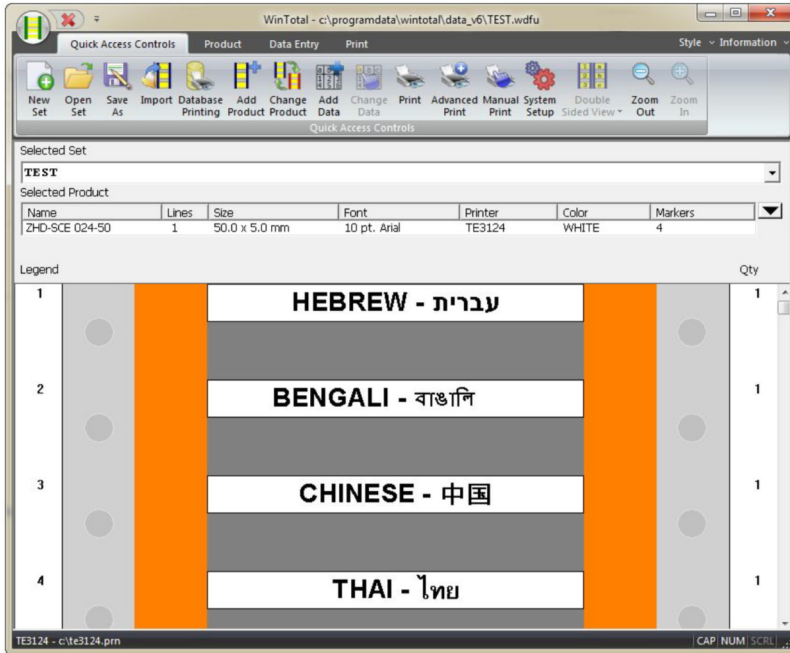 WinTotal - c:\programdata\wintotal\data_v6\TEST.wdfu
Quick Access Controls Product Data Entry Print Style Information
New Set Open Set Save As Import Database Printing Add Product Change Product Add Data Change Data Print Advanced Print Manual Print System Setup Double Sided View Zoom Out Zoom In
Quick Access Controls
Selected Set
TEST
Selected Product
Name Lines Size Font Printer Color Markers
ZHD-SCE 024-50 1 50.0 x 5.0 mm 10 pt. Arial TE3124 WHITE 4
Legend Qty
1 HEBREW - עברית 1
2 BENGALI - বাঙালি 1
3 CHINESE - 中国 1
4 THAI - ไทย 1
TE3124 - c:\te3124.prn CAP NUM SCRL